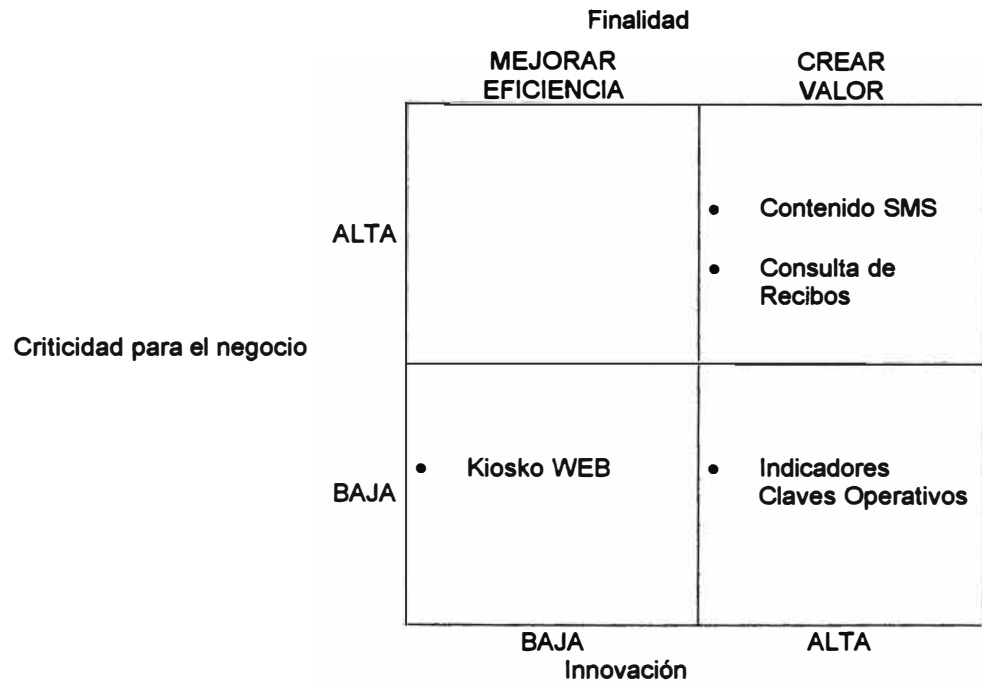 Finalidad
MEJORAR
EFICIENCIA
CREAR
VALOR
ALTA
• Contenido SMS
• Consulta de
Recibos
Criticidad para el negocio
BAJA
• Kiosko WEB
• Indicadores
Claves Operativos
BAJA
ALTA
Innovación